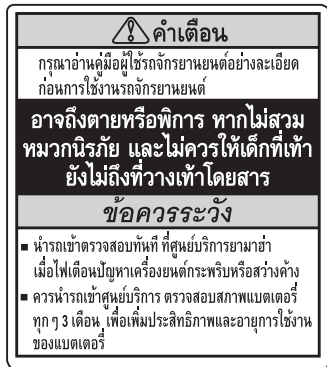 คำเตือน
กรุณาอ่านคู่มือผู้ใช้รถจักรยานยนต์อย่างละเอียด
ก่อนการใช้งานรถจักรยานยนต์
อาจถึงตายหรือพิการ หากไม่สวม
หมวกนิรภัย และไม่ควรให้เด็กที่เท้า
ยังไม่ถึงที่วางเท้าโดยสาร
ข้อควรระวัง
■ นำรถเข้าตรวจสอบทันที ที่ศูนย์บริการยามาฮ่า
เมื่อไฟเตือนปัญหาเครื่องยนต์กระพริบหรือสว่างค้าง
■ ควรนำรถเข้าศูนย์บริการ ตรวจสอบสภาพแบตเตอรี่
ทุก ๆ 3 เดือน เพื่อเพิ่มประสิทธิภาพและอายุการใช้งาน
ของแบตเตอรี่